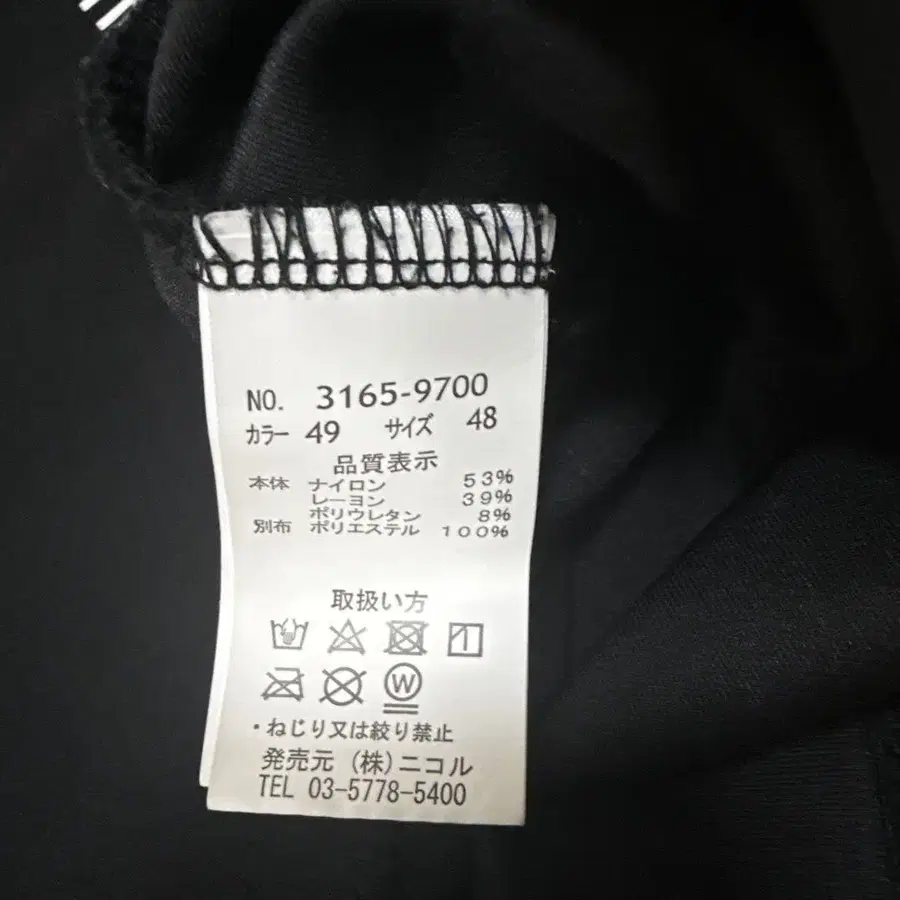 NO. 3165-9700
カラー 49 サイズ 48
品質表示
本体 ナイロン 53%
レーヨン 39%
ポリウレタン 8%
別布 ポリエステル 100%
取扱い方
W
・ねじり又は絞り禁止
発売元 (株)ニコル
TEL 03-5778-5400